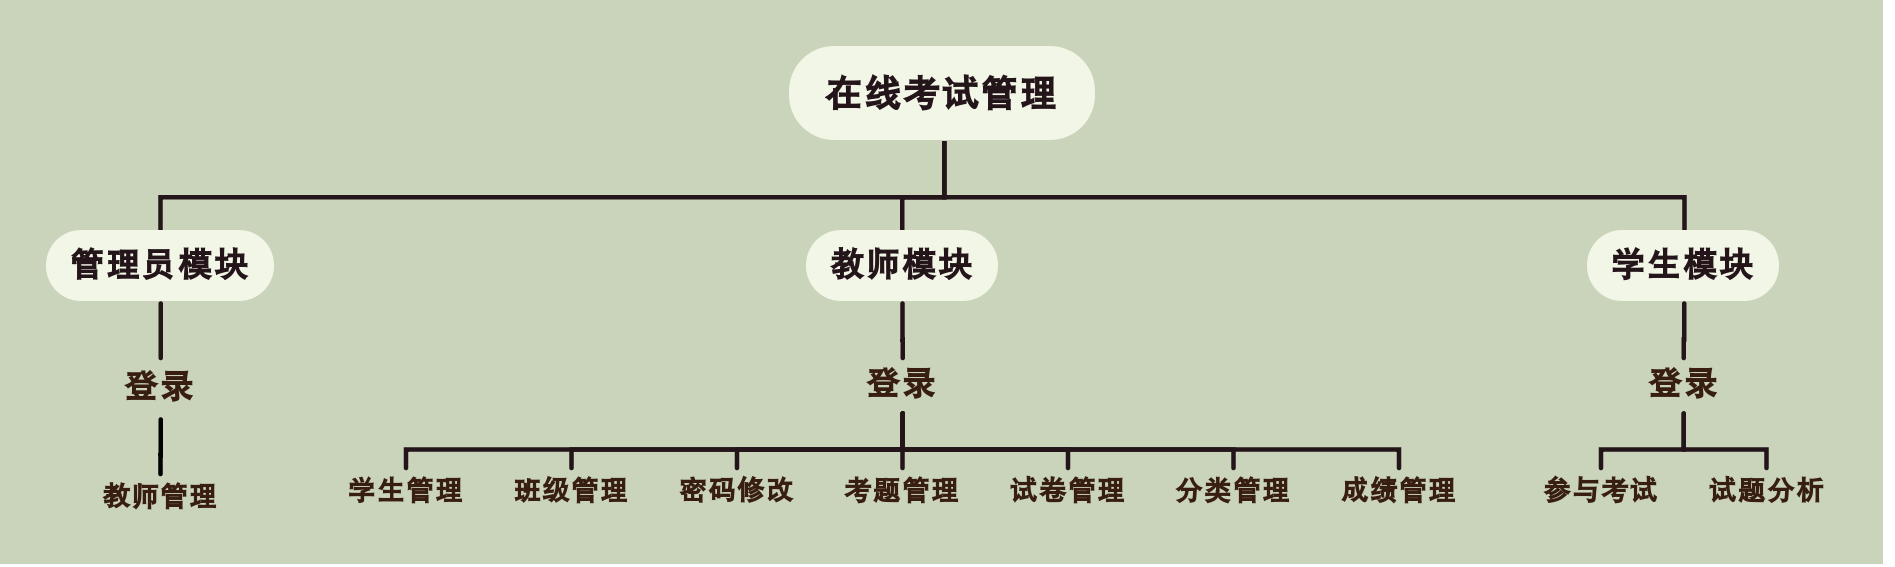 在线考试管理
管理员模块
教师模块
学生模块
登录
登录
登录
教师管理
学生管理
班级管理
密码修改
考题管理
试卷管理
分类管理
成绩管理
参与考试
试题分析